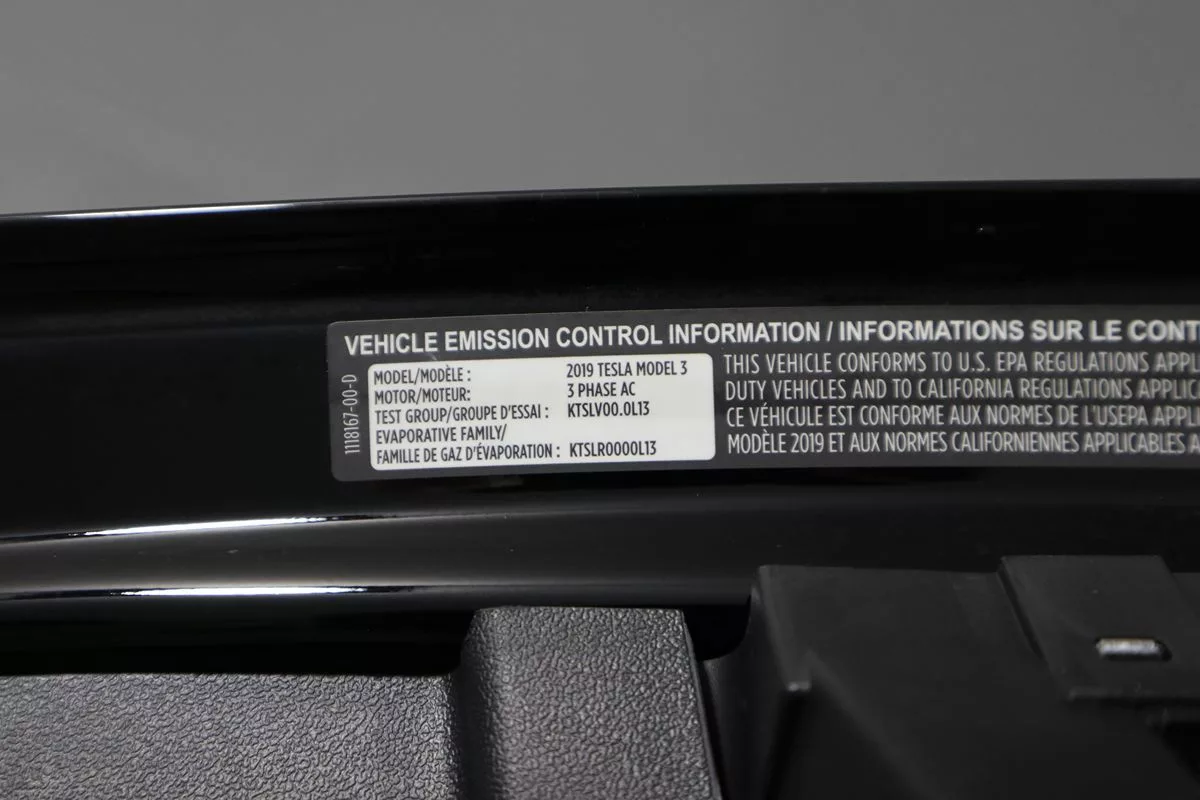 VEHICLE EMISSION CONTROL INFORMATION / INFORMATIONS SUR LE CONT
1118167-00-D
MODEL/MODÈLE : 2019 TESLA MODEL 3
MOTOR/MOTEUR: 3 PHASE AC
TEST GROUP/GROUPE D'ESSAI : KTSLV00.0L13
EVAPORATIVE FAMILY/
FAMILLE DE GAZ D'ÉVAPORATION : KTSLR0000L13
THIS VEHICLE CONFORMS TO U.S. EPA REGULATIONS APPL
DUTY VEHICLES AND TO CALIFORNIA REGULATIONS APPLIC
CE VÉHICULE EST CONFORME AUX NORMES DE L'USEPA APPL
MODÈLE 2019 ET AUX NORMES CALIFORNIENNES APPLICABLES A